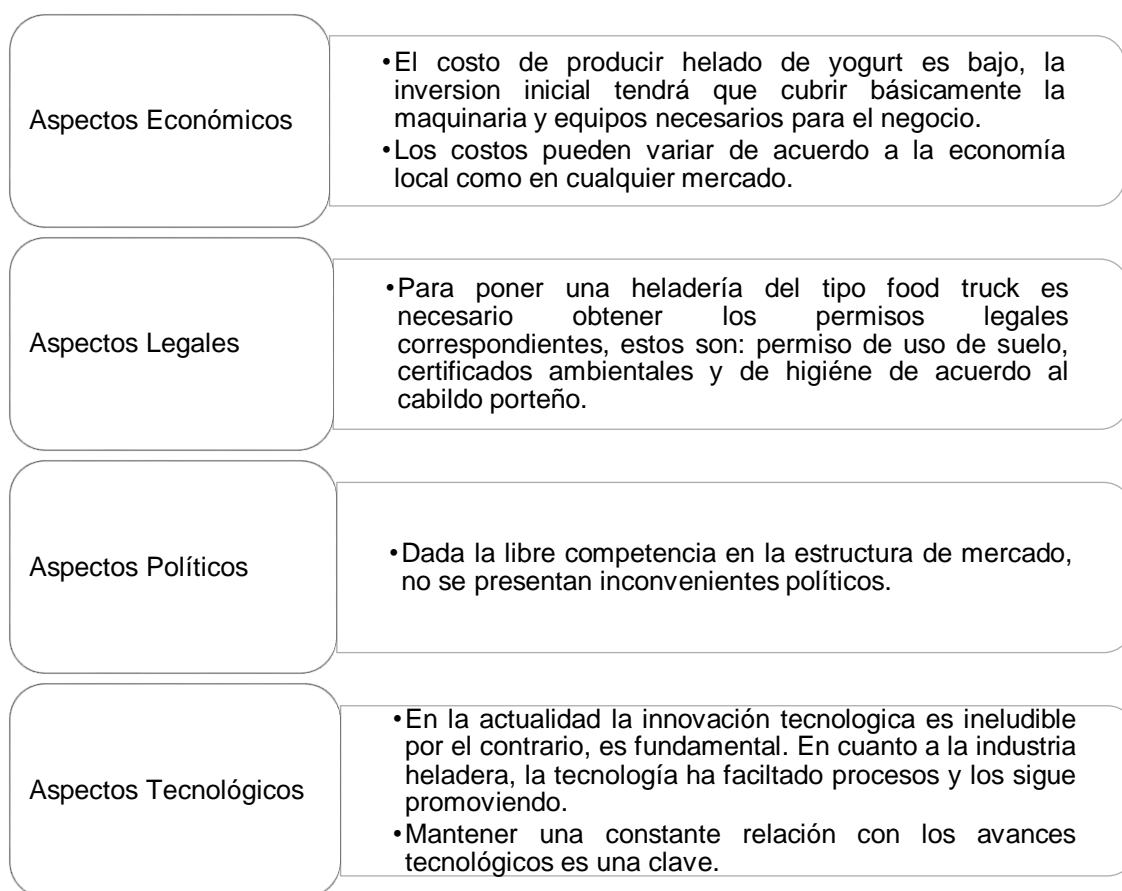 Aspectos Económicos
•El costo de producir helado de yogurt es bajo, la
inversion inicial tendrá que cubrir básicamente la
maquinaria y equipos necesarios para el negocio.
•Los costos pueden variar de acuerdo a la economía
local como en cualquier mercado.
Aspectos Legales
•Para poner una heladería del tipo food truck es
necesario obtener los permisos legales
correspondientes, estos son: permiso de uso de suelo,
certificados ambientales y de higiéne de acuerdo al
cabildo porteño.
Aspectos Políticos
•Dada la libre competencia en la estructura de mercado,
no se presentan inconvenientes políticos.
Aspectos Tecnológicos
•En la actualidad la innovación tecnologica es ineludible
por el contrario, es fundamental. En cuanto a la industria
heladera, la tecnología ha faciltado procesos y los sigue
promoviendo.
•Mantener una constante relación con los avances
tecnológicos es una clave.